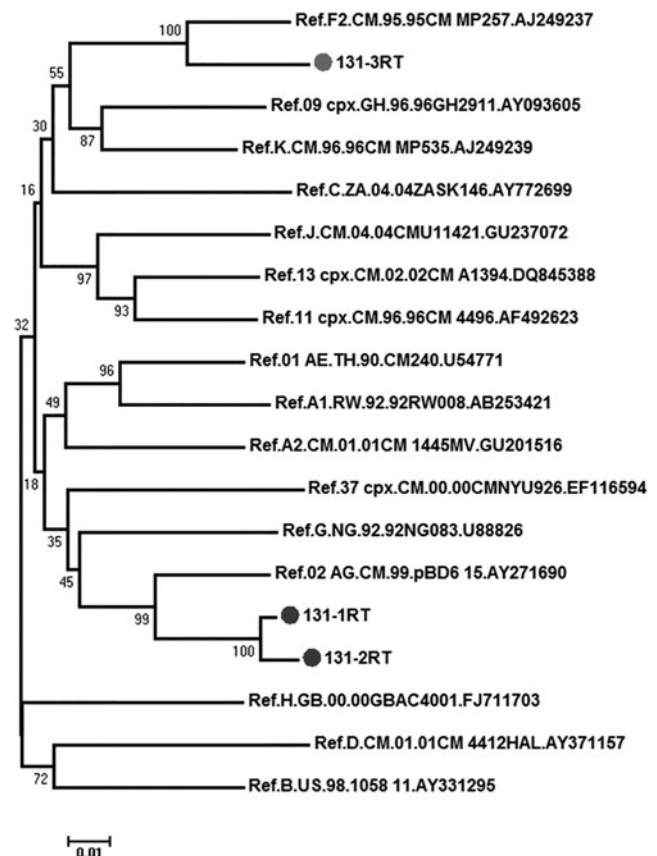 100
Ref.F2.CM.95.95CM MP257.AJ249237
131-3RT
55
Ref.09 cpx.GH.96.96GH2911.AY093605
30
87
Ref.K.CM.96.96CM MP535.AJ249239
16
Ref.C.ZA.04.04ZASK146.AY772699
Ref.J.CM.04.04CMU11421.GU237072
97
Ref.13 cpx.CM.02.02CM A1394.DQ845388
93
Ref.11 cpx.CM.96.96CM 4496.AF492623
32
Ref.01 AE.TH.90.CM240.U54771
96
49
Ref.A1.RW.92.92RW008.AB253421
Ref.A2.CM.01.01CM 1445MV.GU201516
18
Ref.37 cpx.CM.00.00CMNYU926.EF116594
35
Ref.G.NG.92.92NG083.U88826
45
Ref.02 AG.CM.99.pBD6 15.AY271690
99
131-1RT
100
131-2RT
Ref.H.GB.00.00GBAC4001.FJ711703
Ref.D.CM.01.01CM 4412HAL.AY371157
72
Ref.B.US.98.1058 11.AY331295
0.01